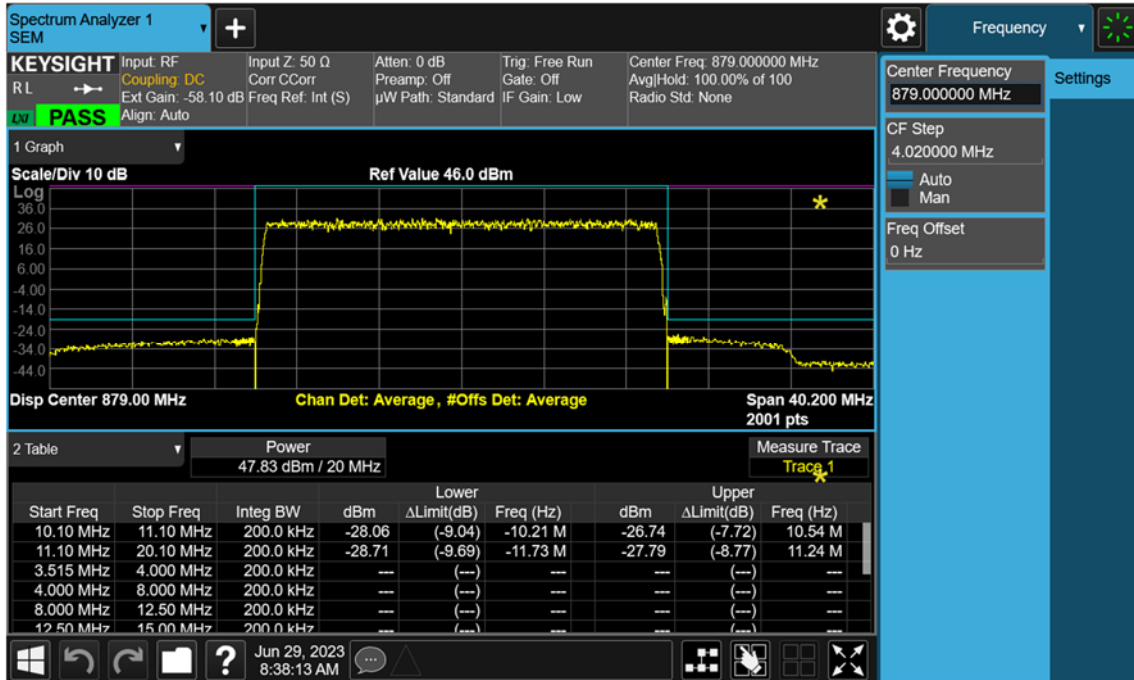 Spectrum Analyzer 1
SEM
Frequency
KEYSIGHT
Input: RF
Coupling: DC
Ext Gain: -58.10 dB
Align: Auto
Input Z: 50 Ω
Corr CCorr
Freq Ref: Int (S)
Atten: 0 dB
Preamp: Off
µW Path: Standard
Trig: Free Run
Gate: Off
IF Gain: Low
Center Freq: 879.000000 MHz
Avg|Hold: 100.00% of 100
Radio Std: None
R L
LXI PASS
Center Frequency
879.000000 MHz
Settings
CF Step
4.020000 MHz
Auto
Man
Freq Offset
0 Hz
1 Graph
Scale/Div 10 dB
Ref Value 46.0 dBm
Log
36.0
26.0
16.0
6.00
-4.00
-14.0
-24.0
-34.0
-44.0
Disp Center 879.00 MHz
Chan Det: Average, #Offs Det: Average
Span 40.200 MHz
2001 pts
2 Table
Power
47.83 dBm / 20 MHz
Measure Trace
Trace 1
Lower Upper
Start Freq Stop Freq Integ BW dBm ΔLimit(dB) Freq (Hz) dBm ΔLimit(dB) Freq (Hz)
10.10 MHz 11.10 MHz 200.0 kHz -28.06 (-9.04) -10.21 M -26.74 (-7.72) 10.54 M
11.10 MHz 20.10 MHz 200.0 kHz -28.71 (-9.69) -11.73 M -27.79 (-8.77) 11.24 M
3.515 MHz 4.000 MHz 200.0 kHz --- (---) --- --- (---) ---
4.000 MHz 8.000 MHz 200.0 kHz --- (---) --- --- (---) ---
8.000 MHz 12.50 MHz 200.0 kHz --- (---) --- --- (---) ---
12.50 MHz 15.00 MHz 200.0 kHz --- (---) --- --- (---) ---
?
Jun 29, 2023
8:38:13 AM